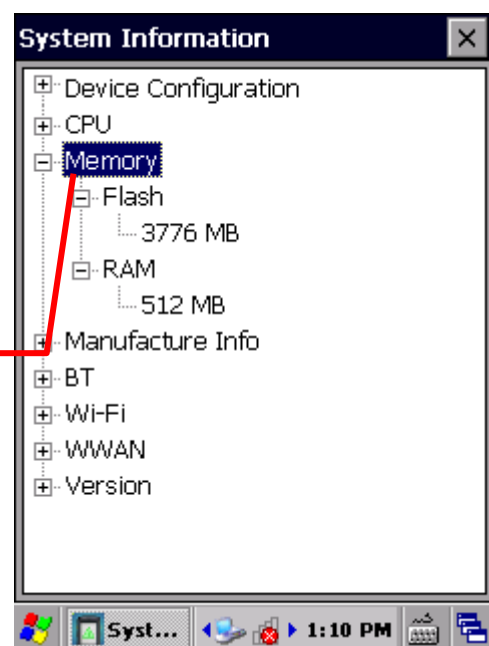 System Information
Device Configuration
CPU
Memory
Flash
3776 MB
RAM
512 MB
Manufacture Info
BT
Wi-Fi
WWAN
Version
Syst... 1:10 PM